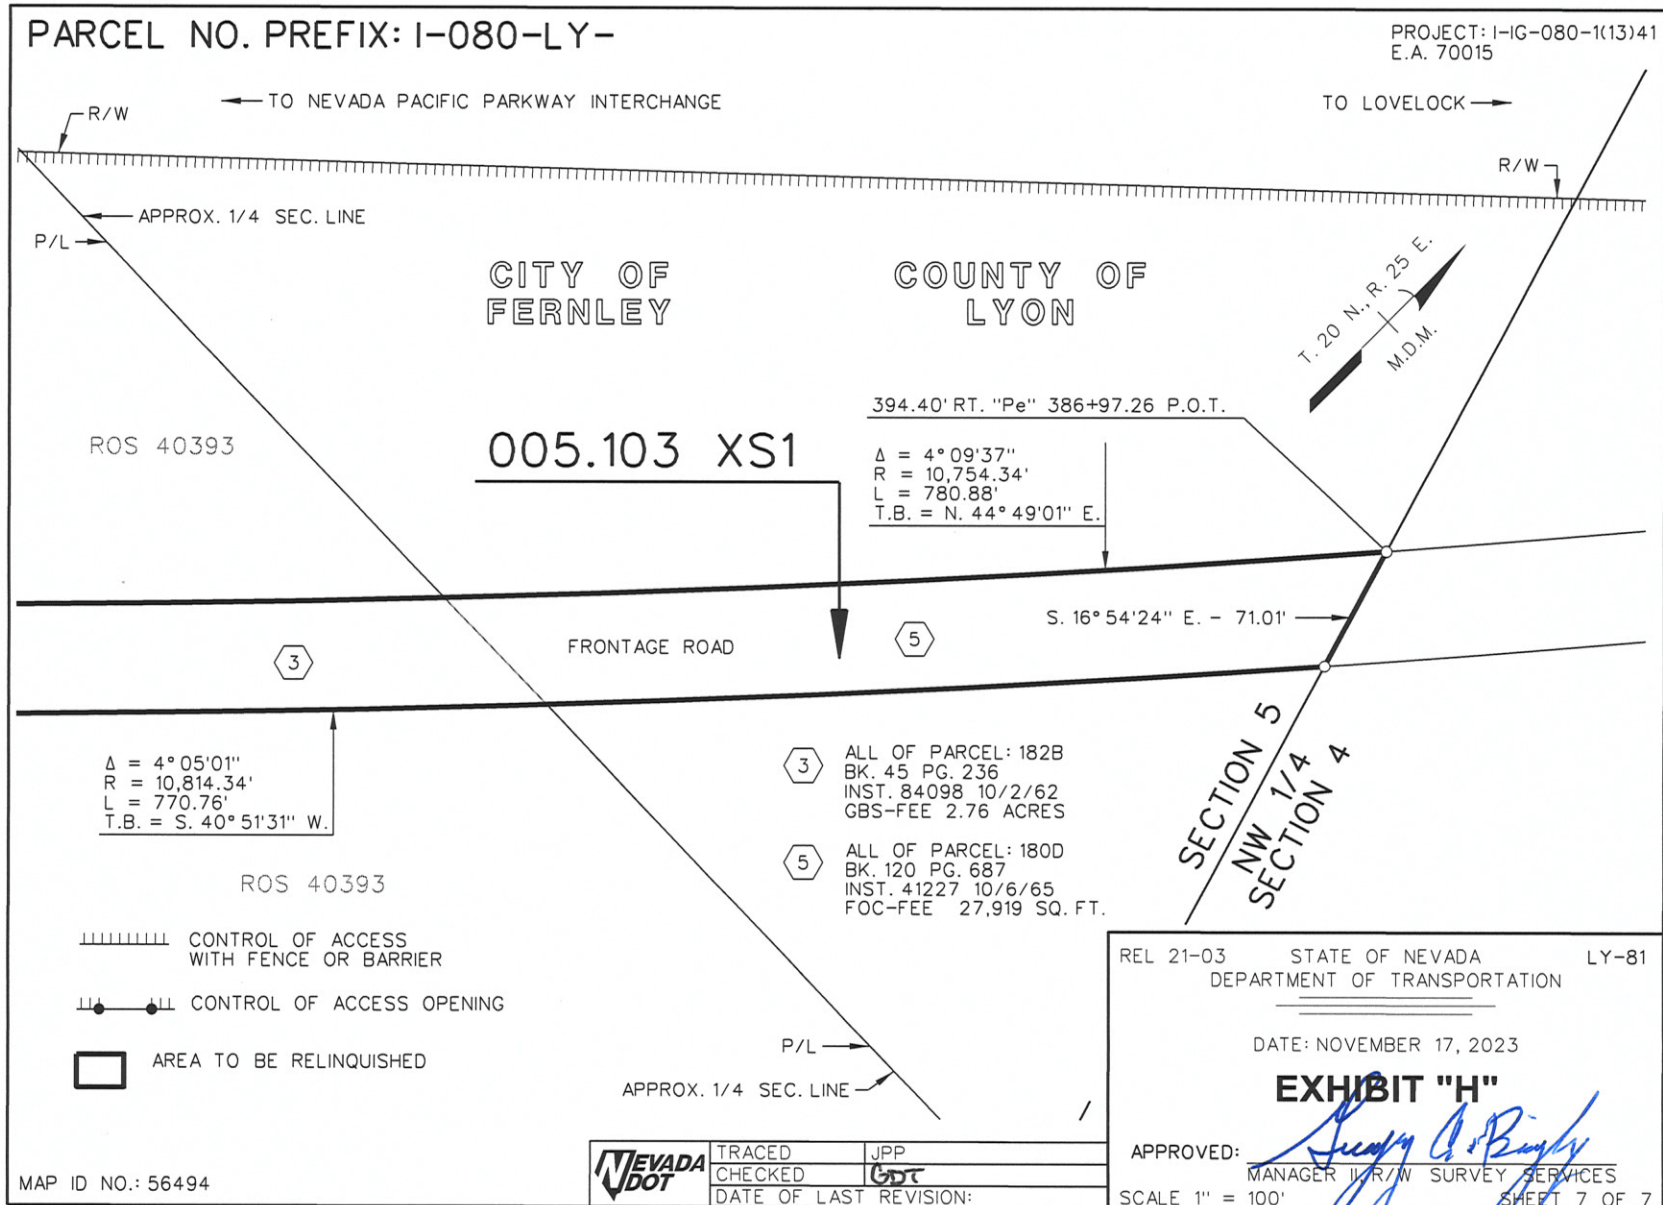 PARCEL NO. PREFIX: I-080-LY-
PROJECT: I-IG-080-1(13)41
E.A. 70015
TO NEVADA PACIFIC PARKWAY INTERCHANGE
TO LOVELOCK
R/W
R/W
APPROX. 1/4 SEC. LINE
P/L
CITY OF
FERNLEY
COUNTY OF
LYON
T. 20 N., R. 25 E.
M.D.M.
394.40' RT. "Pe" 386+97.26 P.O.T.
ROS 40393
005.103 XS1
Δ = 4°09'37"
R = 10,754.34'
L = 780.88'
T.B. = N. 44°49'01" E.
S. 16°54'24" E. - 71.01'
FRONTAGE ROAD
5
3
Δ = 4°05'01"
R = 10,814.34'
L = 770.76'
T.B. = S. 40°51'31" W.
3
ALL OF PARCEL: 182B
BK. 45 PG. 236
INST. 84098 10/2/62
GBS-FEE 2.76 ACRES
5
ALL OF PARCEL: 180D
BK. 120 PG. 687
INST. 41227 10/6/65
FOC-FEE 27,919 SQ. FT.
SECTION 5
NW 1/4
SECTION 4
ROS 40393
CONTROL OF ACCESS
WITH FENCE OR BARRIER
CONTROL OF ACCESS OPENING
AREA TO BE RELINQUISHED
P/L
APPROX. 1/4 SEC. LINE
MAP ID NO.: 56494
NEVADA
DOT
TRACED JPP
CHECKED GDT
DATE OF LAST REVISION:
REL 21-03 STATE OF NEVADA LY-81
DEPARTMENT OF TRANSPORTATION
DATE: NOVEMBER 17, 2023
EXHIBIT "H"
APPROVED:
MANAGER II, R/W SURVEY SERVICES
SCALE 1" = 100' SHEET 7 OF 7